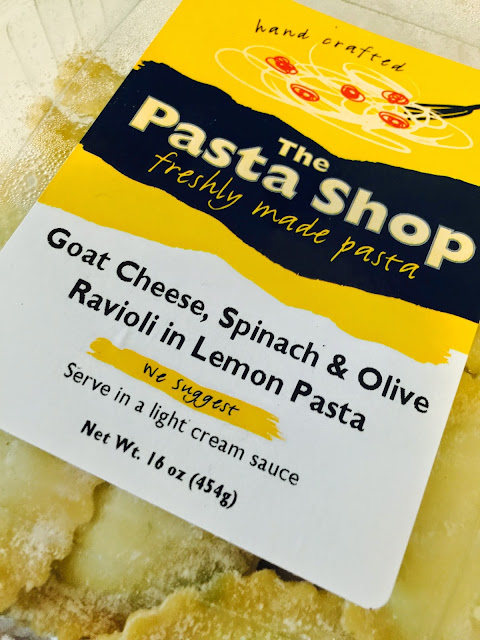 hand crafted
The
Pasta Shop
freshly made pasta
Goat Cheese, Spinach & Olive
Ravioli in Lemon Pasta
We suggest
Serve in a light cream sauce
Net Wt. 16 oz (454g)